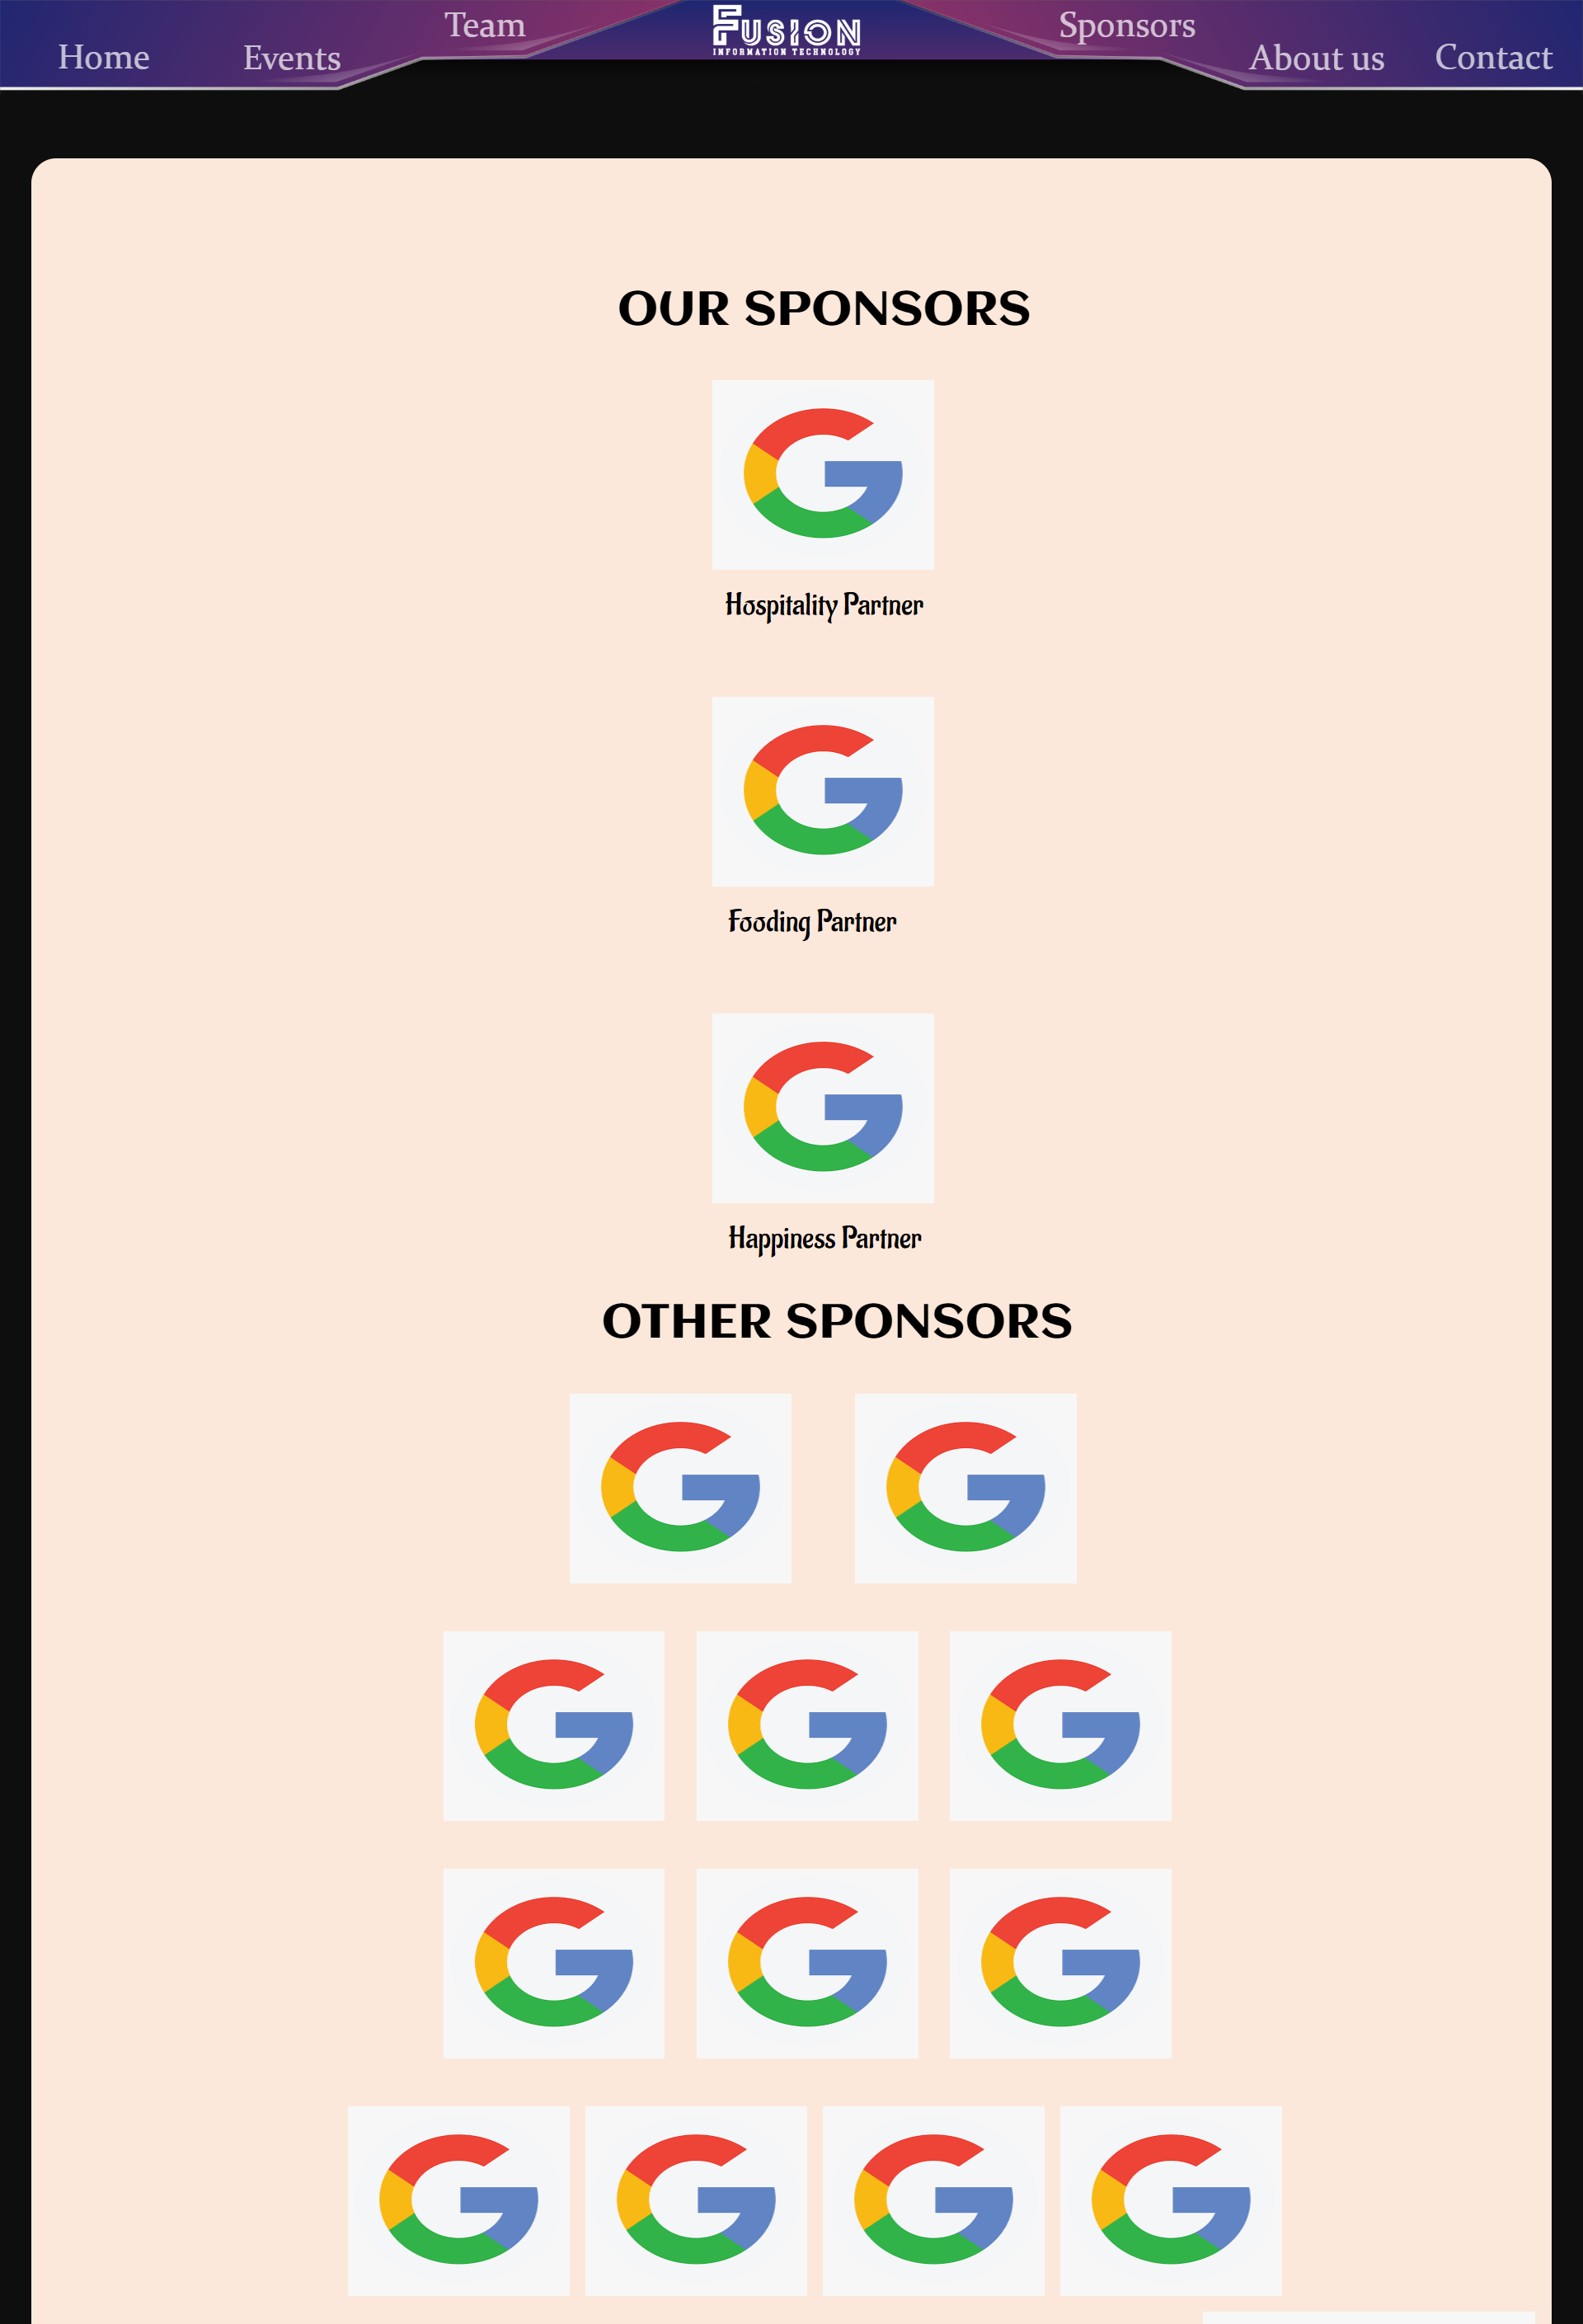 Home
Events
Team
FUSION
INFORMATION TECHNOLOGY
Sponsors
About us
Contact
OUR SPONSORS
Hospitality Partner
Fooding Partner
Happiness Partner
OTHER SPONSORS